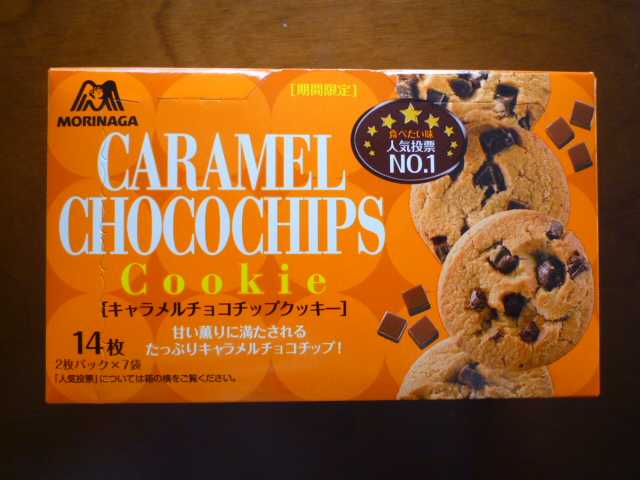 MORINAGA
[期間限定]
食べたい味
人気投票
NO.1
CARAMEL
CHOCOCHIPS
Cookie
[キャラメルチョコチップクッキー]
甘い薫りに満たされる
たっぷりキャラメルチョコチップ!
14枚
2枚パック×7袋
「人気投票」については箱の横をご覧ください。